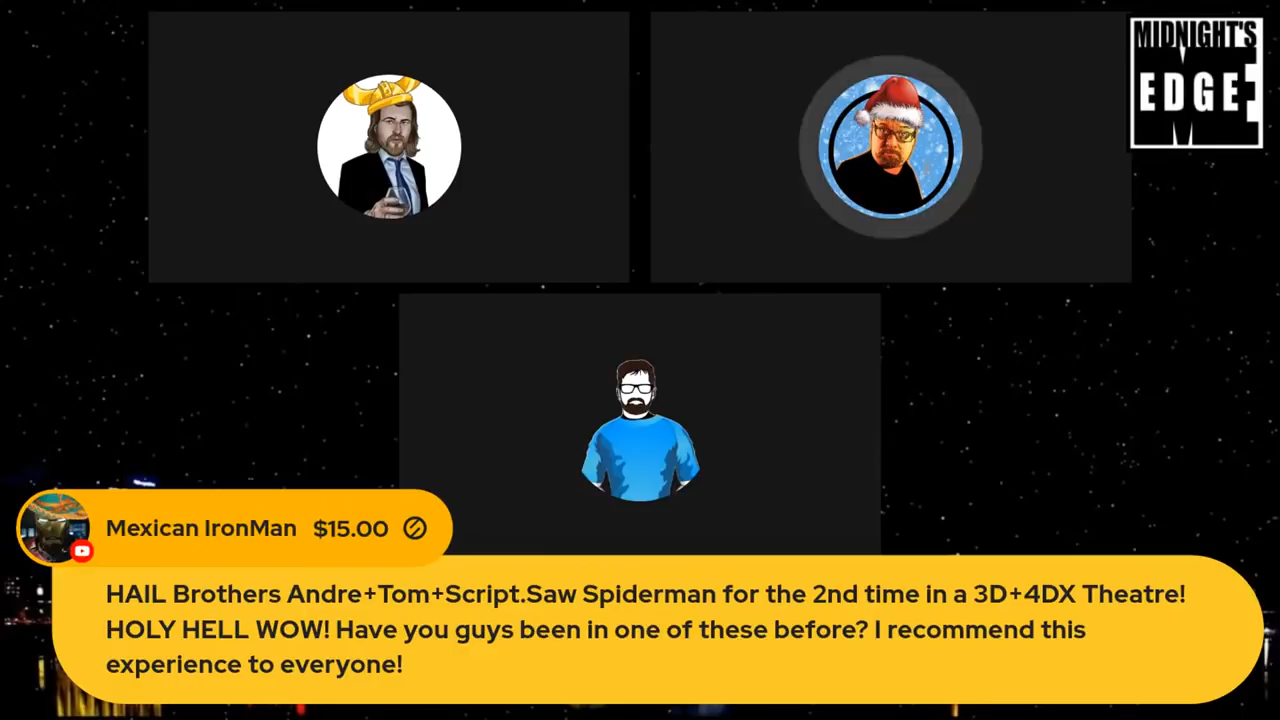 MIDNIGHT'S
EDGE
Mexican IronMan $15.00
HAIL Brothers Andre+Tom+Script.Saw Spiderman for the 2nd time in a 3D+4DX Theatre!
HOLY HELL WOW! Have you guys been in one of these before? I recommend this
experience to everyone!